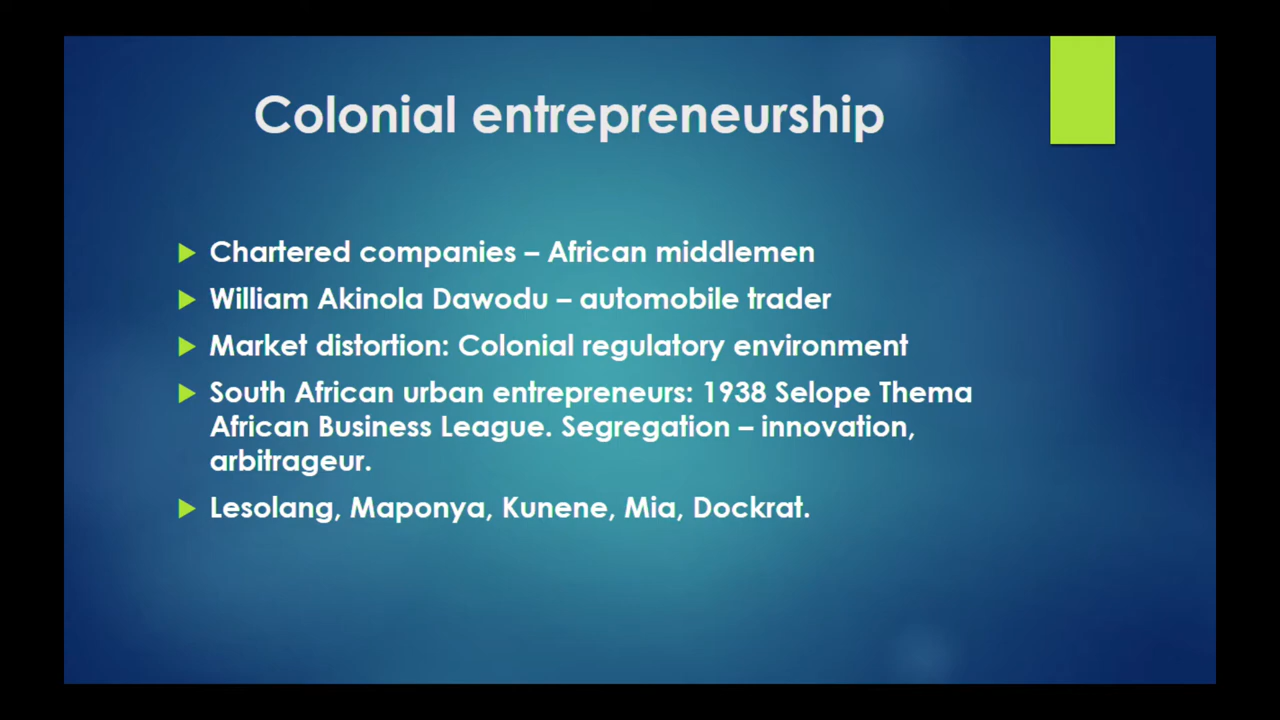 Colonial entrepreneurship
Chartered companies – African middlemen
William Akinola Dawodu – automobile trader
Market distortion: Colonial regulatory environment
South African urban entrepreneurs: 1938 Selope Thema
African Business League. Segregation – innovation,
arbitrageur.
Lesolang, Maponya, Kunene, Mia, Dockrat.